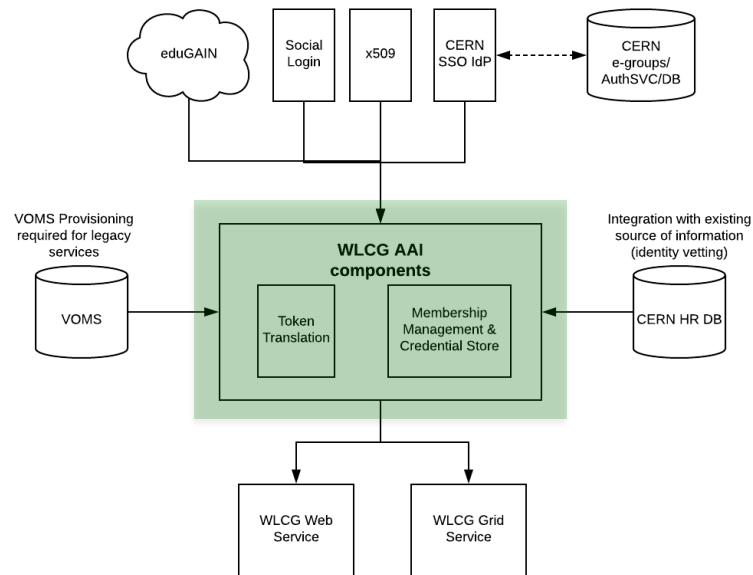 eduGAIN
Social
Login
x509
CERN
SSO IdP
CERN
e-groups/
AuthSVC/DB
VOMS Provisioning
required for legacy
services
VOMS
WLCG AAI
components
Token
Translation
Membership
Management &
Credential Store
Integration with existing
source of information
(identity vetting)
CERN HR DB
WLCG Web
Service
WLCG Grid
Service